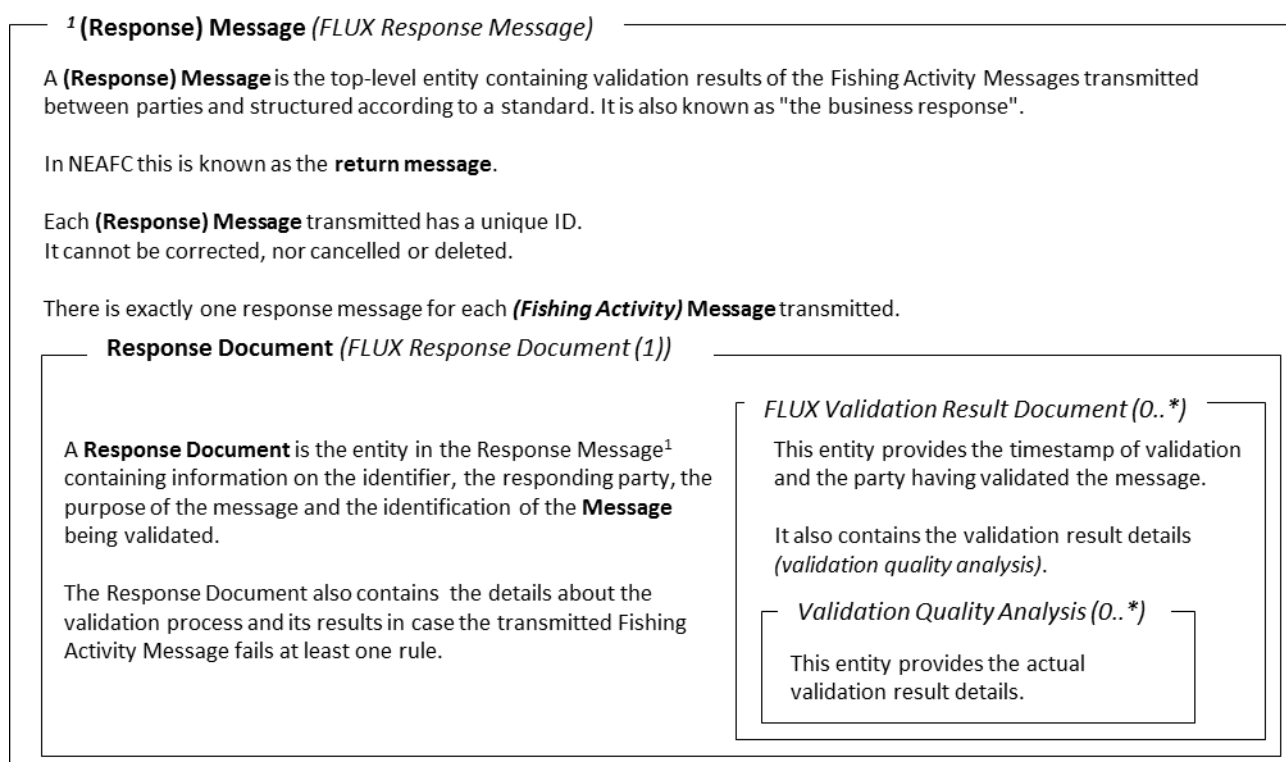 1 (Response) Message (FLUX Response Message)
A (Response) Message is the top-level entity containing validation results of the Fishing Activity Messages transmitted
between parties and structured according to a standard. It is also known as "the business response".
In NEAFC this is known as the return message.
Each (Response) Message transmitted has a unique ID.
It cannot be corrected, nor cancelled or deleted.
There is exactly one response message for each (Fishing Activity) Message transmitted.
Response Document (FLUX Response Document (1))
A Response Document is the entity in the Response Message1
containing information on the identifier, the responding party, the
purpose of the message and the identification of the Message
being validated.
The Response Document also contains the details about the
validation process and its results in case the transmitted Fishing
Activity Message fails at least one rule.
FLUX Validation Result Document (0..*)
This entity provides the timestamp of validation
and the party having validated the message.
It also contains the validation result details
(validation quality analysis).
Validation Quality Analysis (0..*)
This entity provides the actual
validation result details.